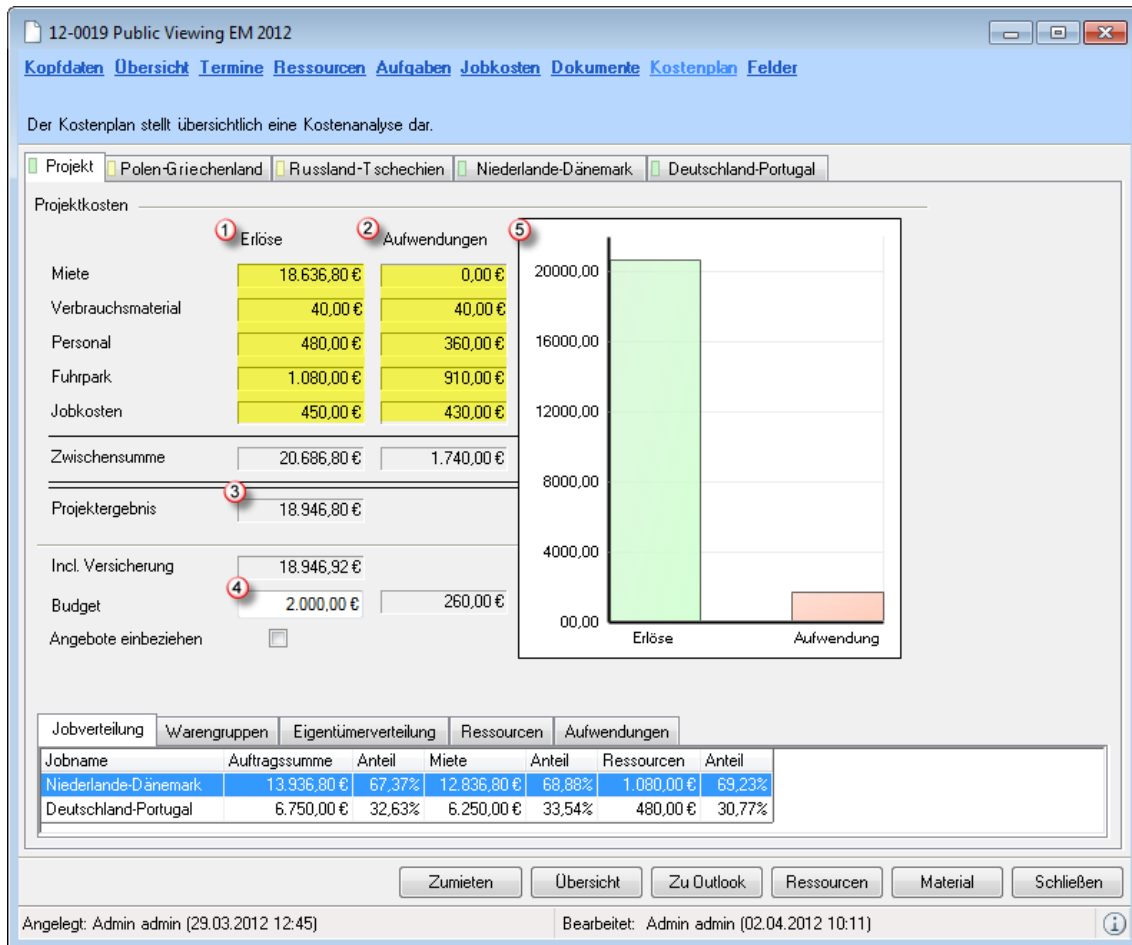 12-0019 Public Viewing EM 2012
Kopfdaten Übersicht Termine Ressourcen Aufgaben Jobkosten Dokumente Kostenplan Felder
Der Kostenplan stellt übersichtlich eine Kostenanalyse dar.
Projekt Polen-Griechenland Russland-Tschechien Niederlande-Dänemark Deutschland-Portugal
Projektkosten
1 Erlöse 2 Aufwendungen 5
Miete 18.636,80 € 0,00 €
Verbrauchsmaterial 40,00 € 40,00 €
Personal 480,00 € 360,00 €
Fuhrpark 1.080,00 € 910,00 €
Jobkosten 450,00 € 430,00 €
Zwischensumme 20.686,80 € 1.740,00 €
3
Projektergebnis 18.946,80 €
Incl. Versicherung 18.946,92 €
4
Budget 2.000,00 € 260,00 €
Angebote einbeziehen
20000,00
16000,00
12000,00
8000,00
4000,00
00,00
Erlöse Aufwendung
Jobverteilung Warengruppen Eigentümerverteilung Ressourcen Aufwendungen
Jobname Auftragssumme Anteil Miete Anteil Ressourcen Anteil
Niederlande-Dänemark 13.936,80 € 67,37% 12.836,80 € 68,88% 1.080,00 € 69,23%
Deutschland-Portugal 6.750,00 € 32,63% 6.250,00 € 33,54% 480,00 € 30,77%
Zumieten Übersicht Zu Outlook Ressourcen Material Schließen
Angelegt: Admin admin (29.03.2012 12:45) Bearbeitet: Admin admin (02.04.2012 10:11)